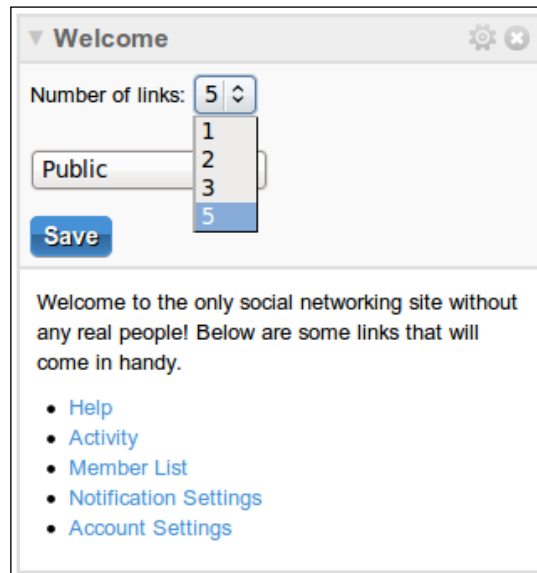 Welcome
Number of links: 5
1
2
3
5
Public
Save
Welcome to the only social networking site without
any real people! Below are some links that will
come in handy.
Help
Activity
Member List
Notification Settings
Account Settings